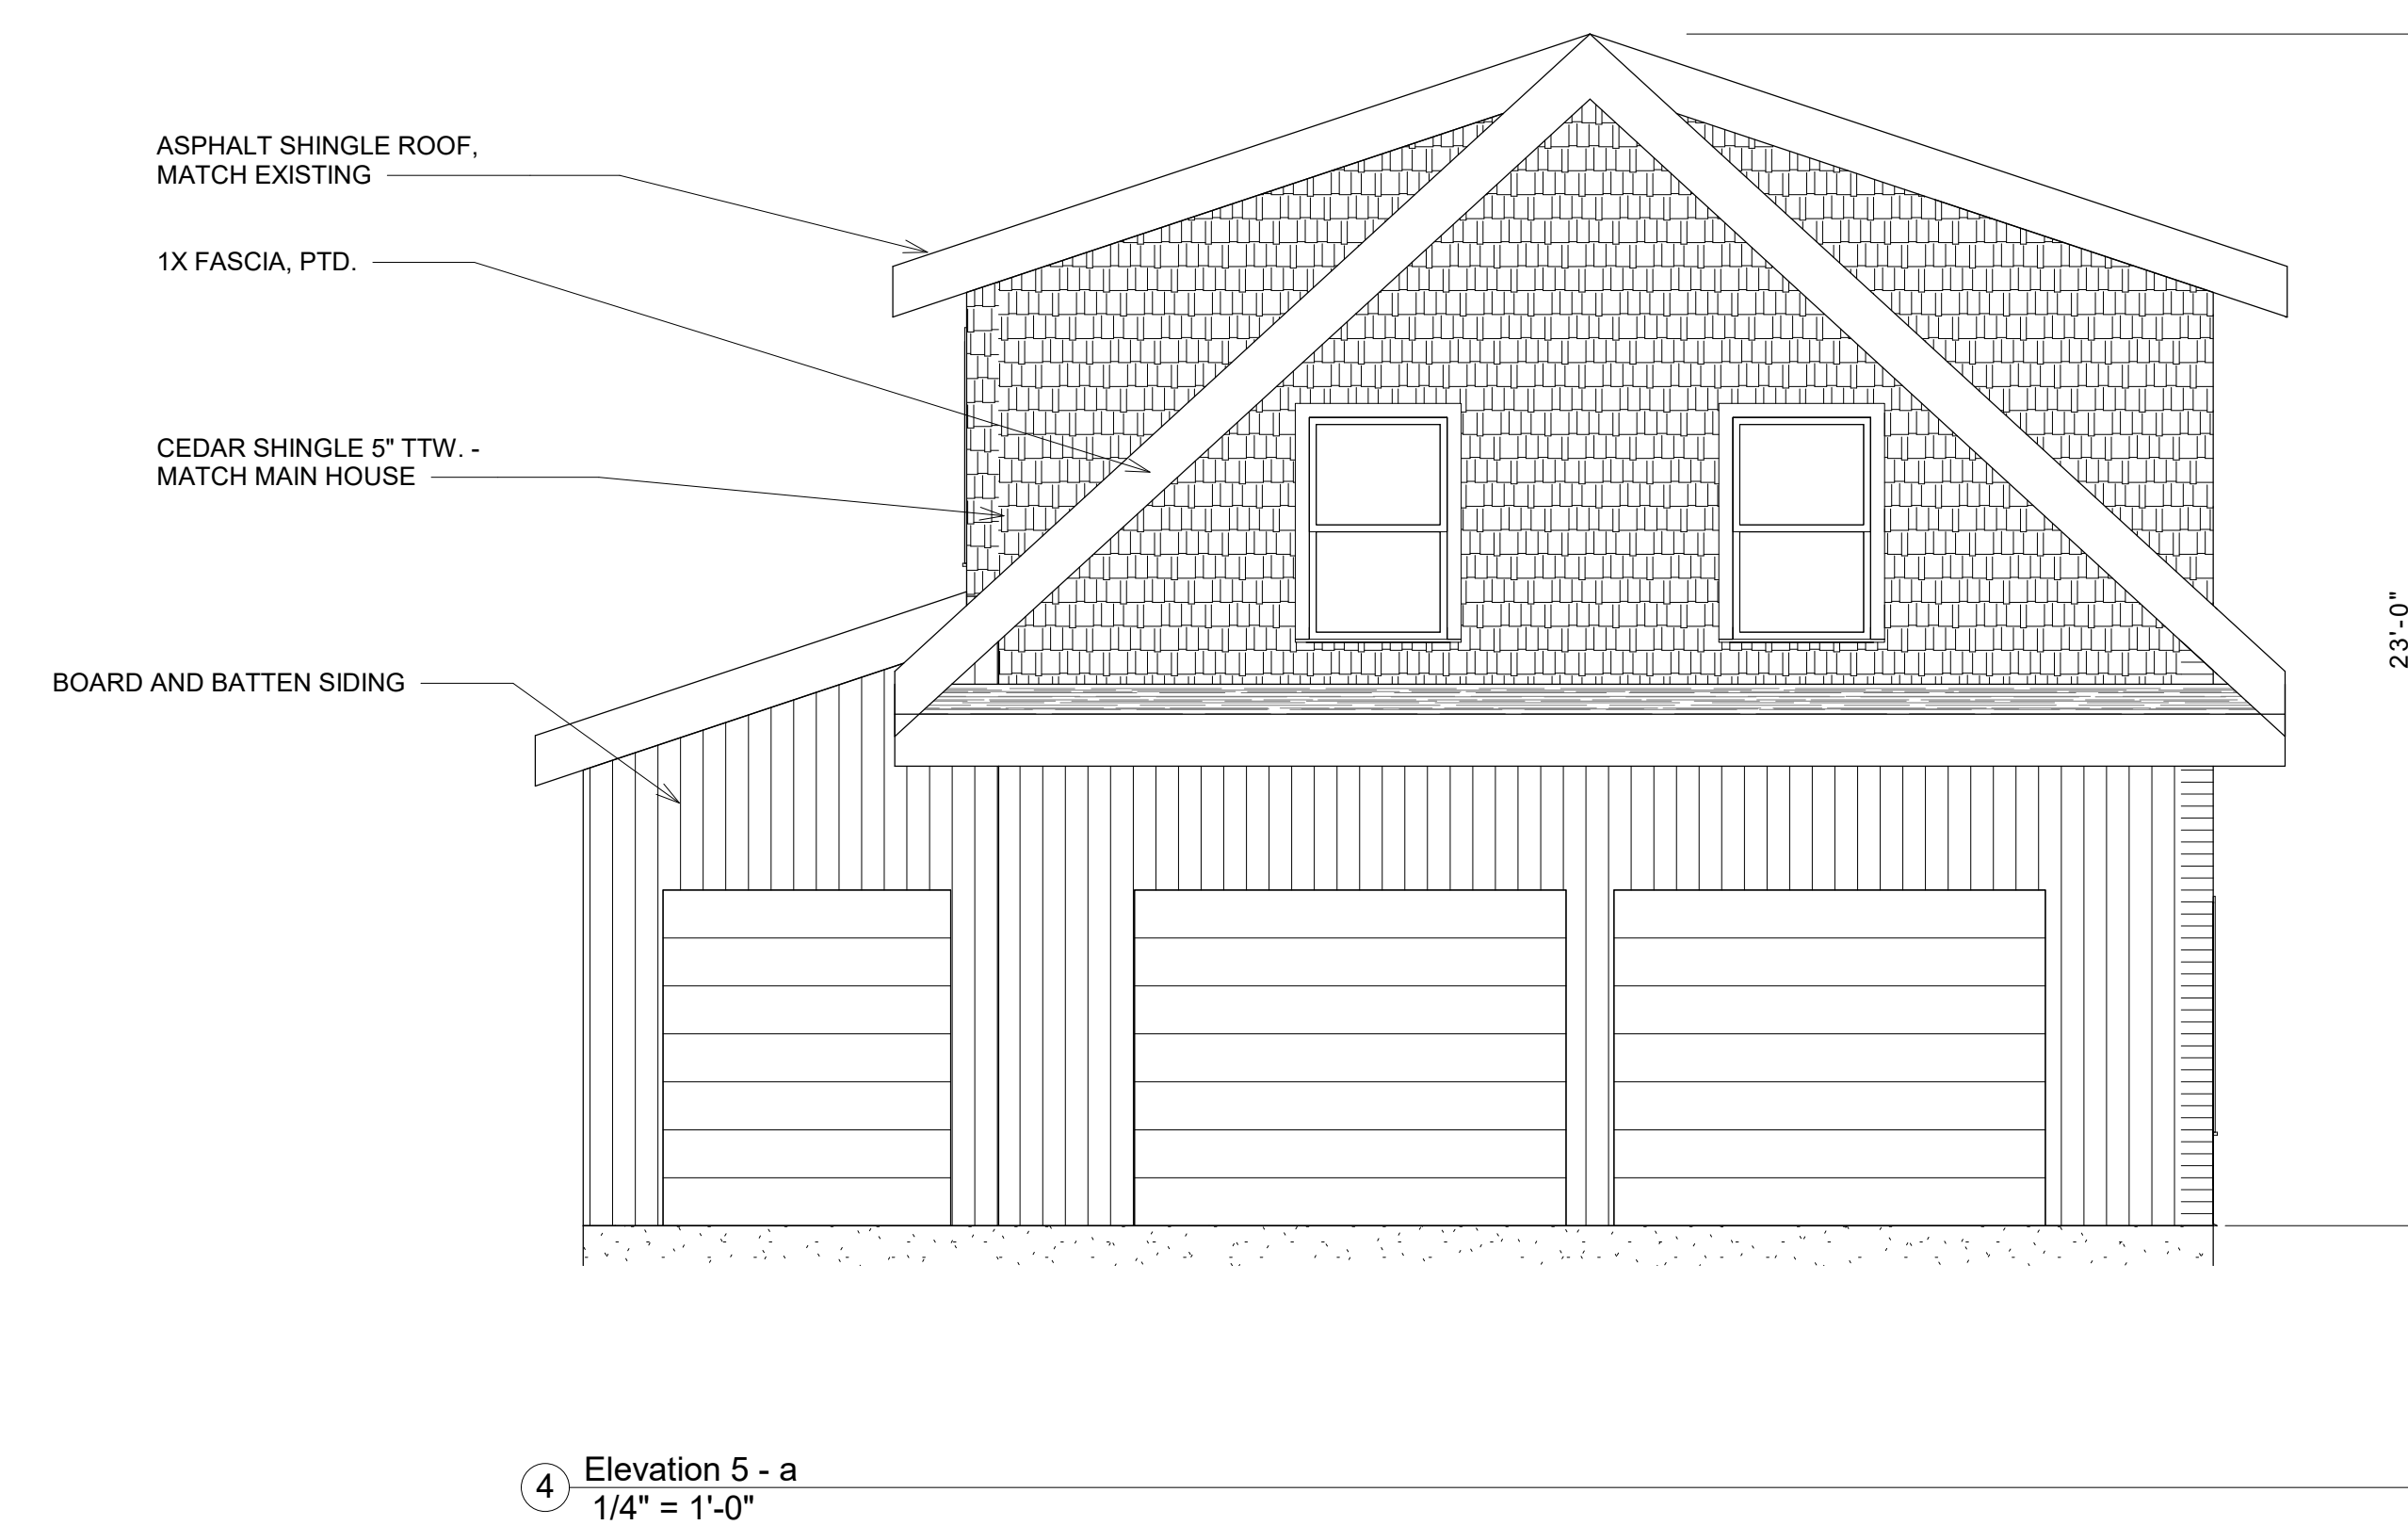 ASPHALT SHINGLE ROOF,
MATCH EXISTING
1X FASCIA, PTD.
CEDAR SHINGLE 5" TTW. -
MATCH MAIN HOUSE
BOARD AND BATTEN SIDING
23'-0"
4
Elevation 5 - a
1/4" = 1'-0"